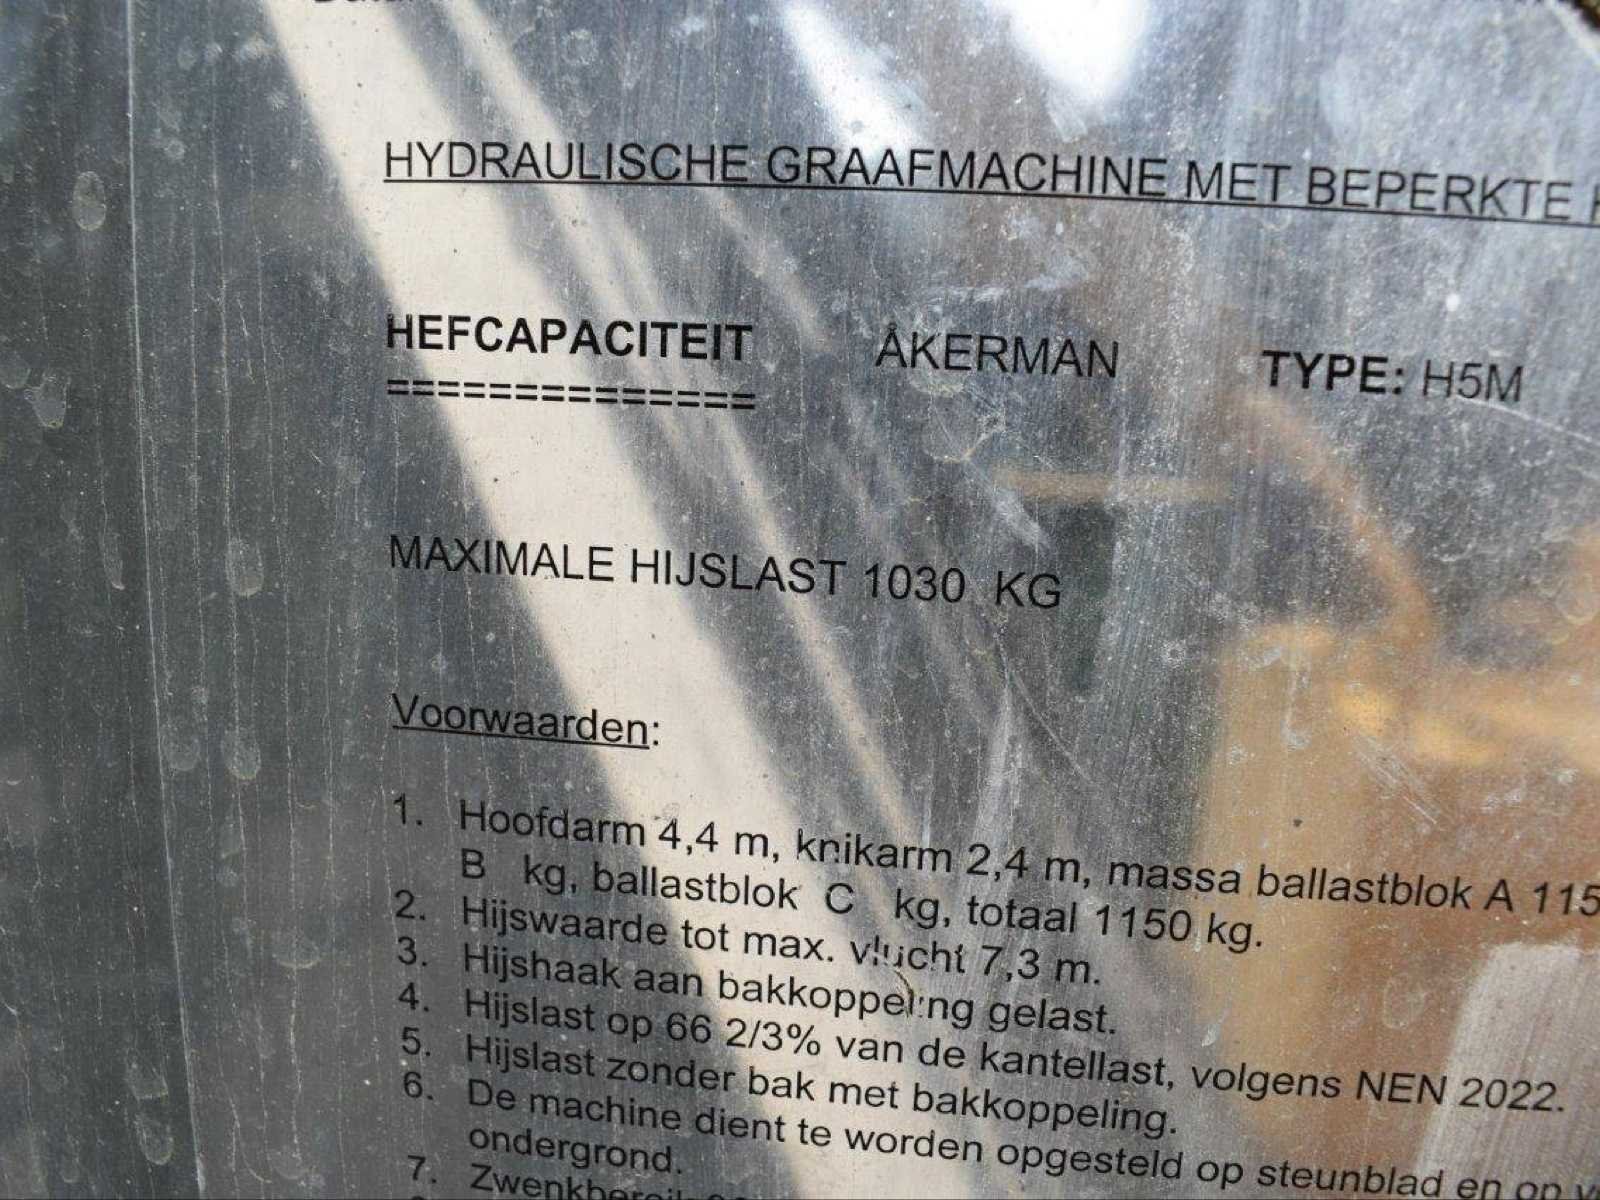 HYDRAULISCHE GRAAFMACHINE MET BEPERKTE
HEFCAPACITEIT ÅKERMAN TYPE: H5M
==============
MAXIMALE HIJSLAST 1030 KG
Voorwaarden:
1. Hoofdarm 4,4 m, knikarm 2,4 m, massa ballastblok A 115
B kg, ballastblok C kg, totaal 1150 kg.
2. Hijswaarde tot max. vlucht 7,3 m.
3. Hijshaak aan bakkoppeling gelast.
4. Hijslast op 66 2/3% van de kantellast, volgens NEN 2022.
5. Hijslast zonder bak met bakkoppeling.
6. De machine dient te worden opgesteld op steunblad en op
ondergrond.
7.